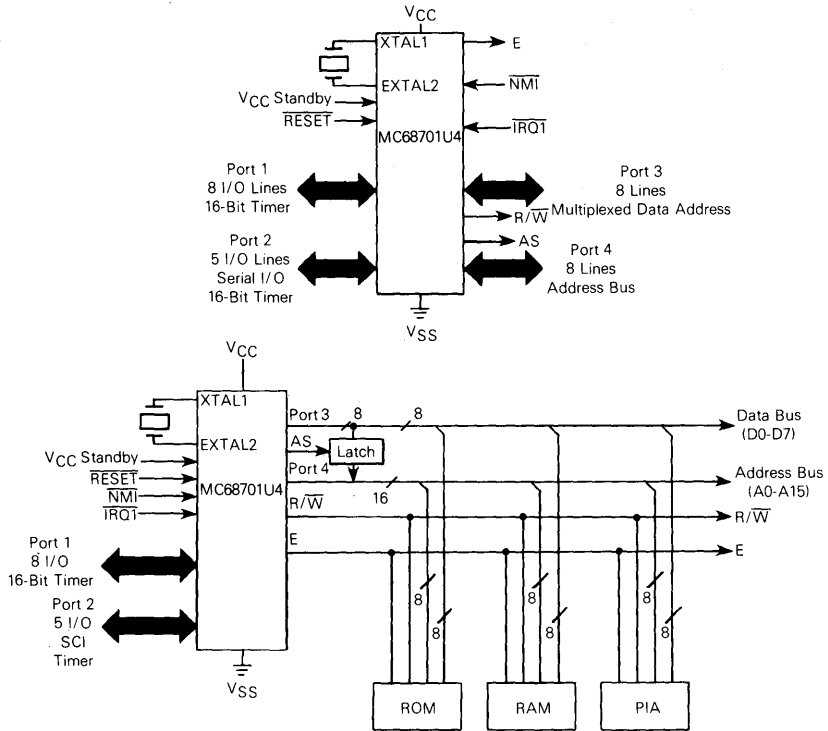 VCC
XTAL1
E
EXTAL2
NMI
VCC Standby
RESET
MC68701U4
IRQ1
Port 1
8 I/O Lines
16-Bit Timer
Port 3
8 Lines
Multiplexed Data Address
R/W
AS
Port 2
5 I/O Lines
Serial I/O
16-Bit Timer
Port 4
8 Lines
Address Bus
VSS
VCC
XTAL1
EXTAL2
VCC Standby
RESET
NMI
IRQ1
MC68701U4
Port 1
8 I/O
16-Bit Timer
Port 2
5 I/O
SCI
Timer
VSS
Port 3
8
8
Data Bus
(D0-D7)
AS
Latch
Port 4
16
Address Bus
(A0-A15)
R/W
R/W
E
E
8
8
8
8
8
8
ROM
RAM
PIA